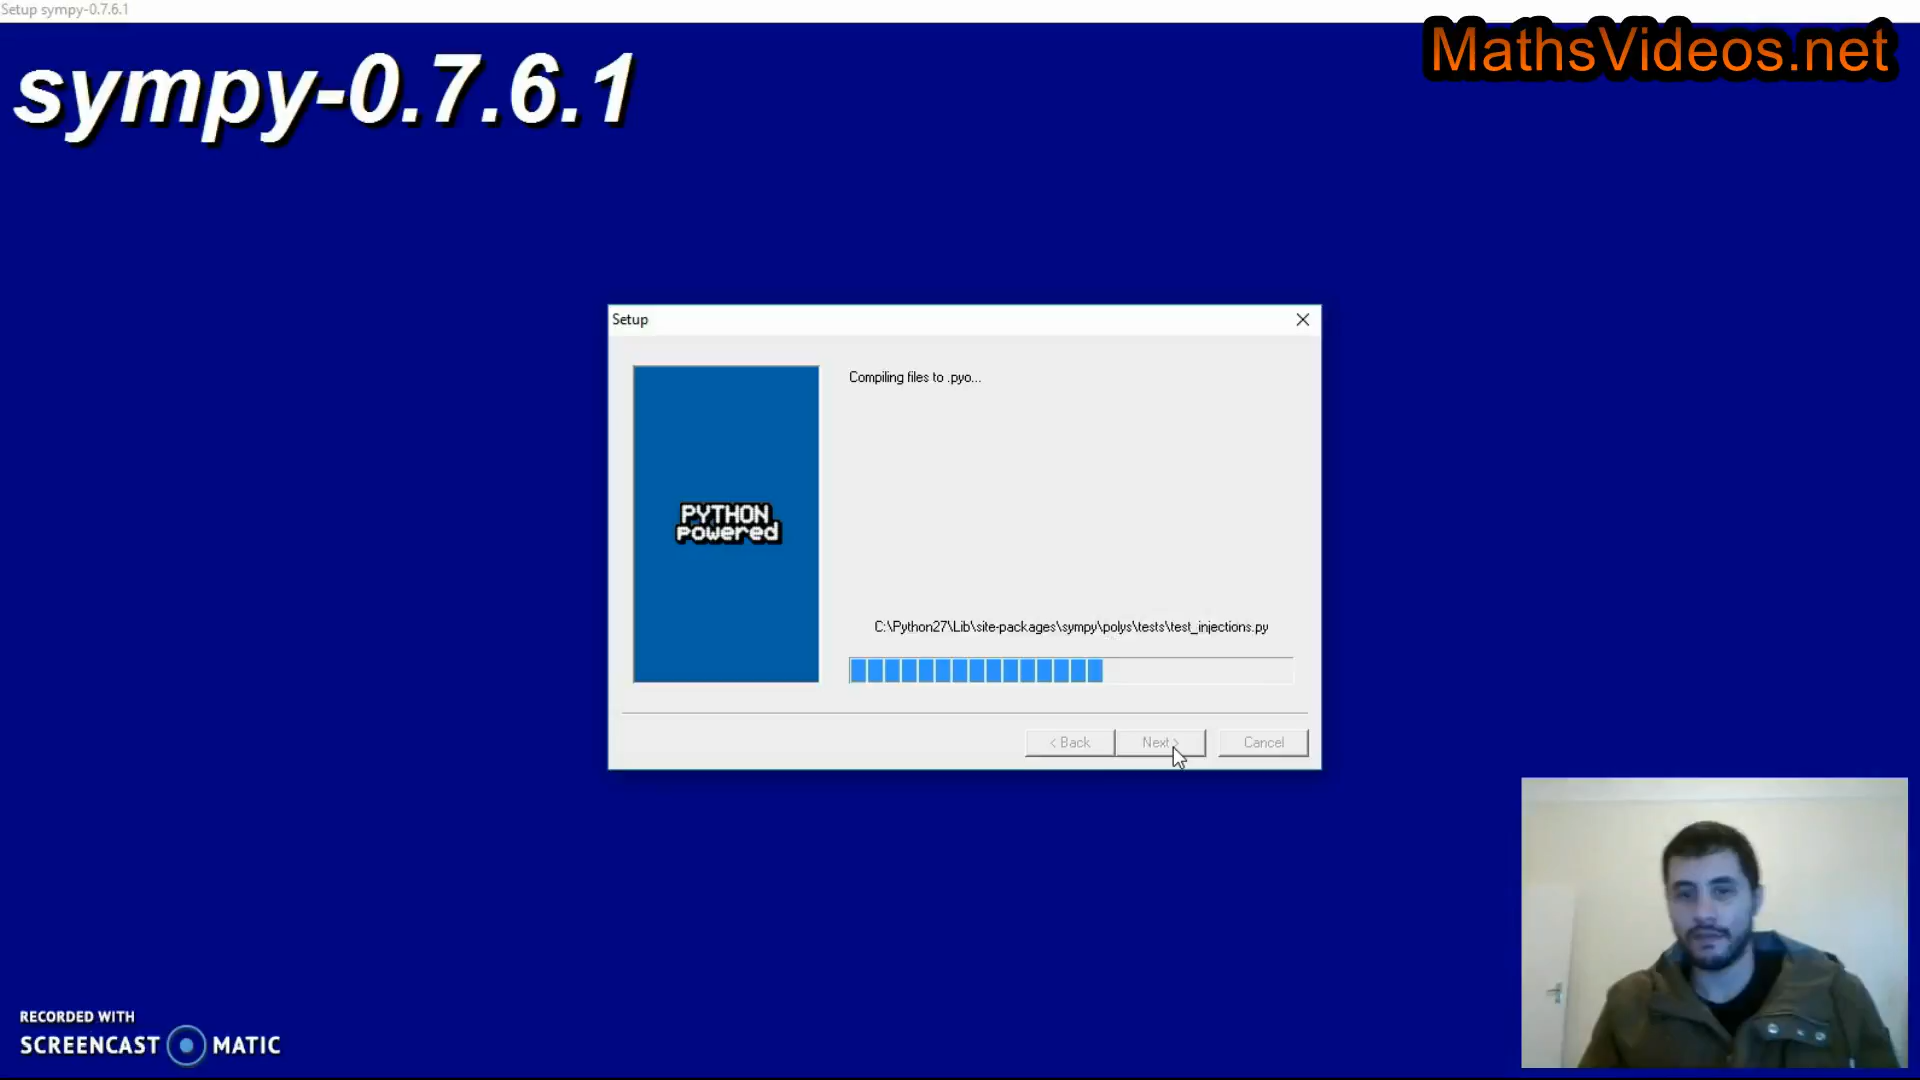 Setup sympy-0.7.6.1
MathsVideos.net
sympy-0.7.6.1
Setup
Compiling files to .pyo...
PYTHON
powered
C:\Python27\Lib\site-packages\sympy\polys\tests\test_injections.py
< Back
Next >
Cancel
RECORDED WITH
SCREENCAST MATIC